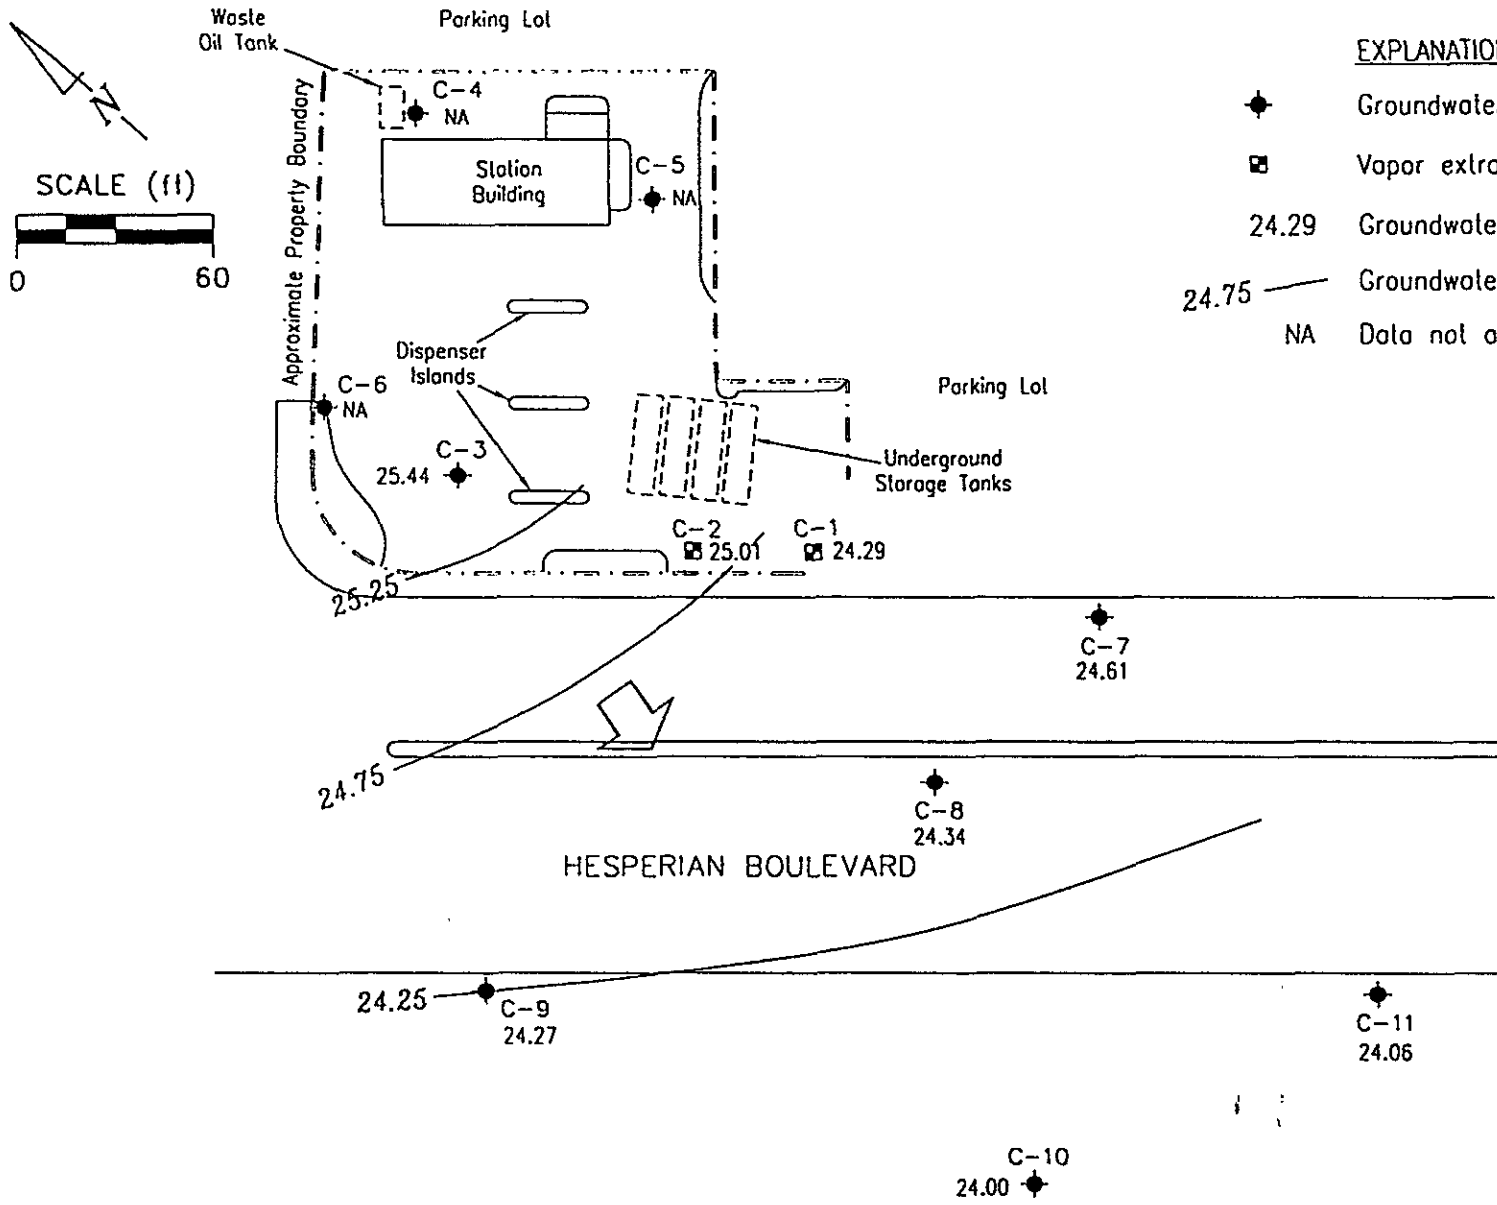 Waste
Oil Tank
Parking Lot
N
SCALE (ft)
0 60
Approximate Property Boundary
C-4
NA
Station
Building
C-5
NA
Dispenser
Islands
C-6
NA
C-3
25.44
Parking Lot
Underground
Storage Tanks
C-2
25.01
C-1
24.29
25.25
C-7
24.61
24.75
C-8
24.34
HESPERIAN BOULEVARD
24.25
C-9
24.27
C-11
24.06
C-10
24.00
EXPLANATION
Groundwate
Vapor extra
24.29 Groundwate
24.75 Groundwate
NA Data not a